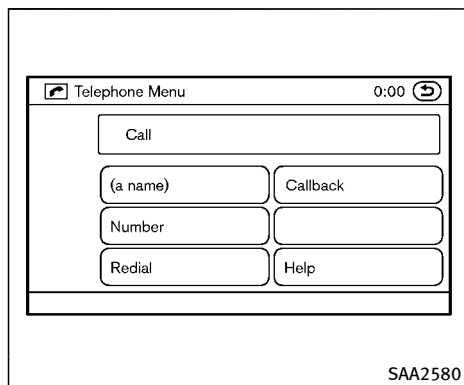 Telephone Menu 0:00
Call
(a name) Callback
Number
Redial Help
SAA2580